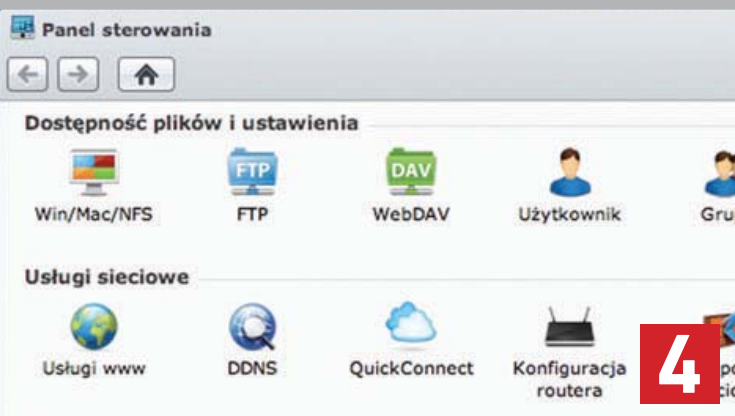 Panel sterowania
Dostępność plików i ustawienia
FTP
DAV
Win/Mac/NFS FTP WebDAV Użytkownik
Usługi sieciowe
Usługi www DDNS QuickConnect Konfiguracja
routera
4